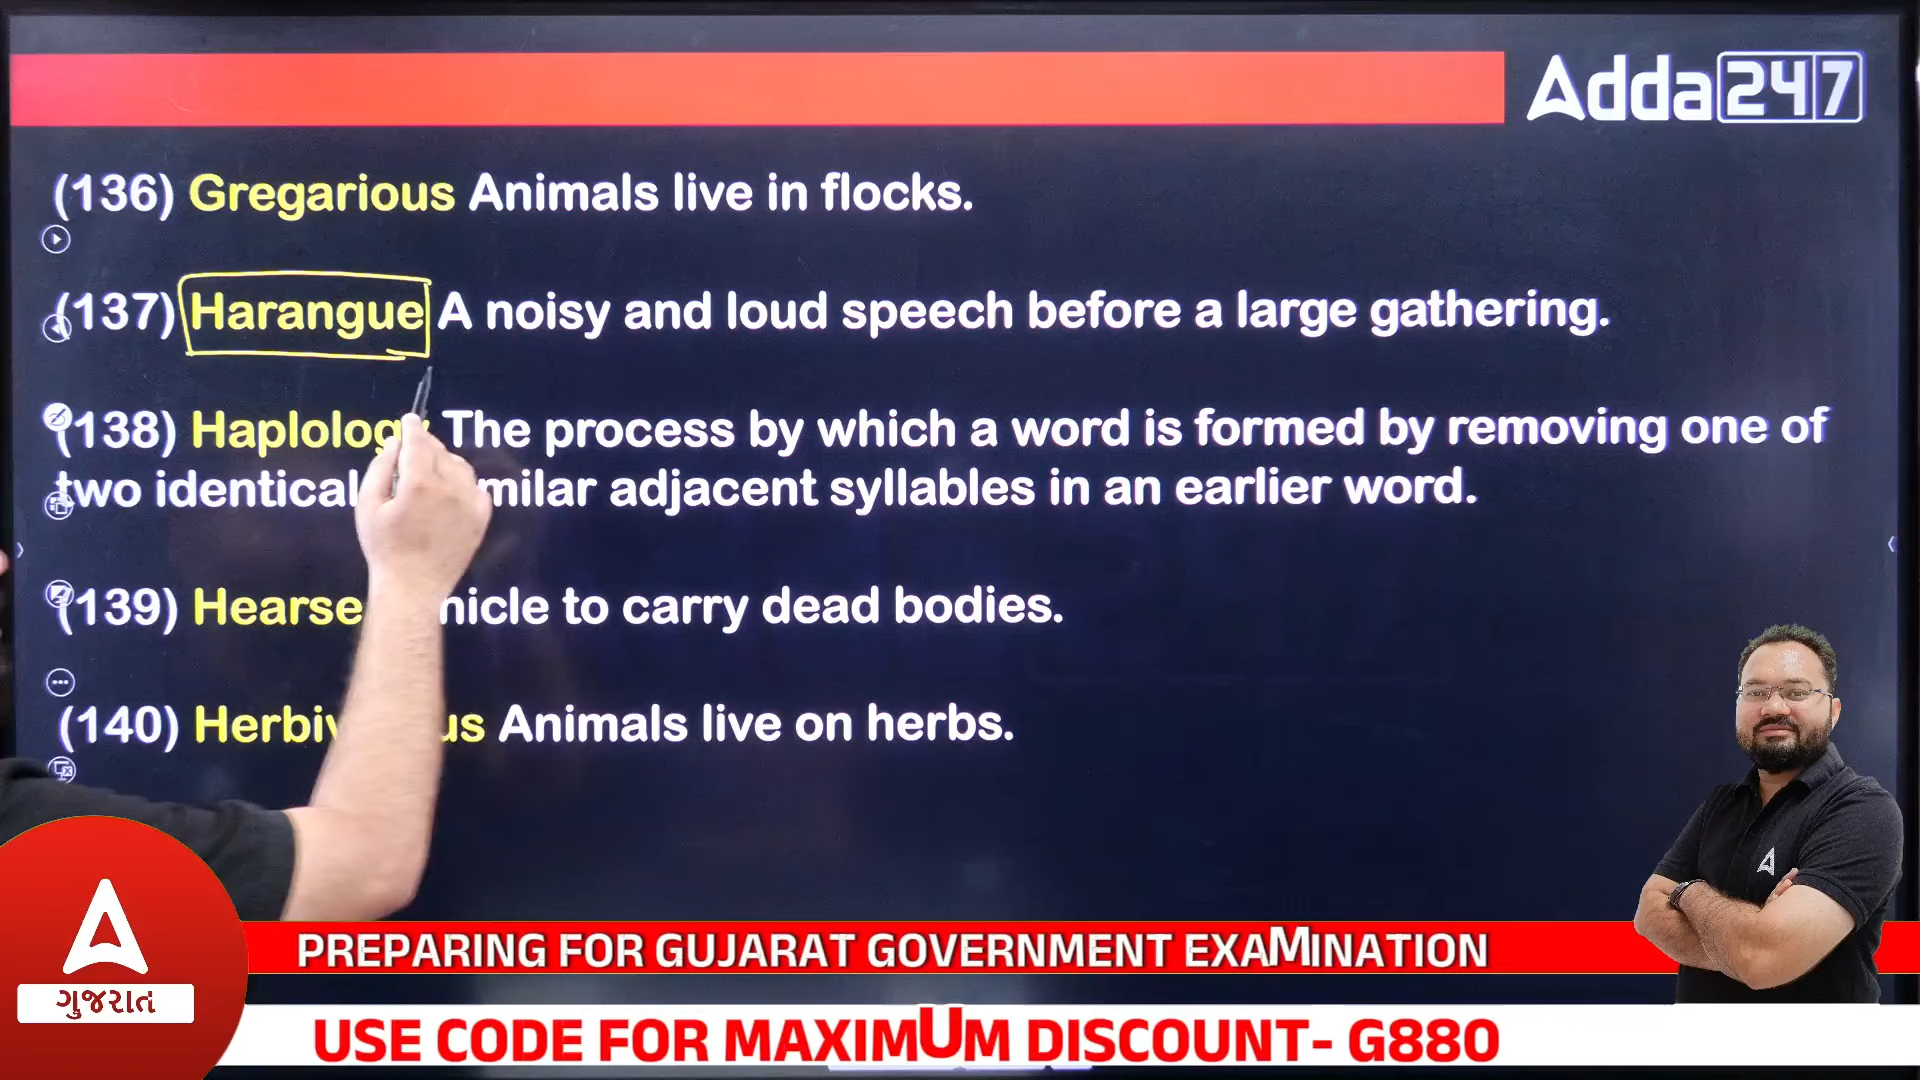 Adda247
(136) Gregarious Animals live in flocks.
(137) Harangue A noisy and loud speech before a large gathering.
(138) Haplology The process by which a word is formed by removing one of
two identical milar adjacent syllables in an earlier word.
(139) Hearse hicle to carry dead bodies.
(140) Herbiv us Animals live on herbs.
ગુજરાત
PREPARING FOR GUJARAT GOVERNMENT EXAMINATION
USE CODE FOR MAXIMUM DISCOUNT- G880